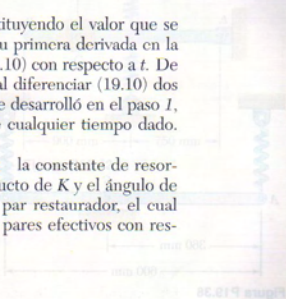 tituyendo el valor que se
u primera derivada en la
.10) con respecto a t. De
al diferenciar (19.10) dos
e desarrolló en el paso 1,
cualquier tiempo dado.
la constante de resor-
ucto de K y el ángulo de
par restaurador, el cual
pares efectivos con res-